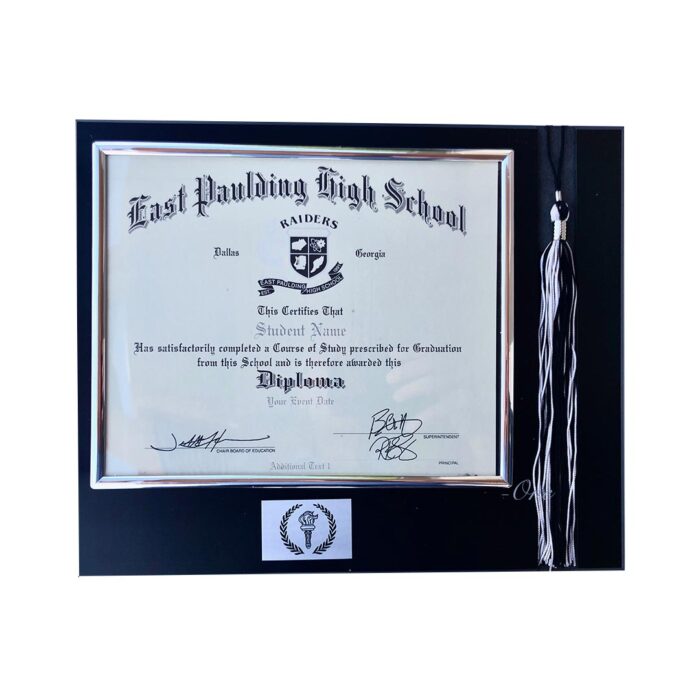 East Paulding High School
RAIDERS
Dallas
Georgia
EAST PAULDING HIGH SCHOOL
This Certifies That
Student Name
Has satisfactorily completed a Course of Study prescribed for Graduation
from this School and is therefore awarded this
Diploma
Your Event Date
CHAIR BOARD OF EDUCATION
SUPERINTENDENT
PRINCIPAL
Additional Text 1